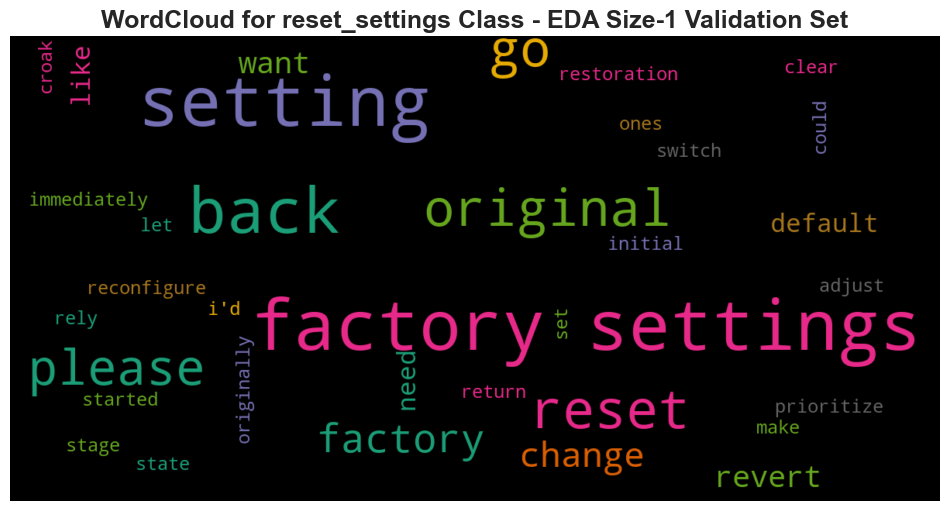 WordCloud for reset_settings Class - EDA Size-1 Validation Set
croak
like
want
setting
go
restoration
clear
ones
switch
could
immediately
let
back
original
initial
default
reconfigure
i'd
rely
factory settings
set
adjust
please
started
originally
need
return
reset
prioritize
make
factory
change
stage
state
revert